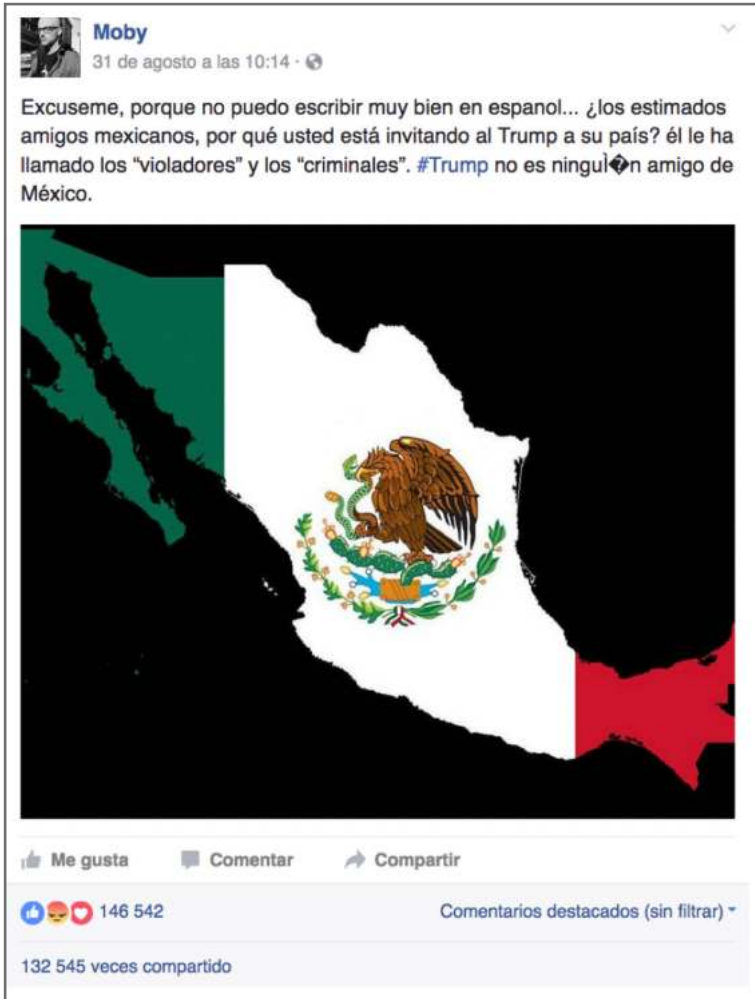 Moby
31 de agosto a las 10:14 ·
Excuseme, porque no puedo escribir muy bien en espanol... ¿los estimados
amigos mexicanos, por qué usted está invitando al Trump a su país? él le ha
llamado los “violadores” y los “criminales”. #Trump no es ninguÌ�n amigo de
México.
Me gusta Comentar Compartir
146 542 Comentarios destacados (sin filtrar)
132 545 veces compartido